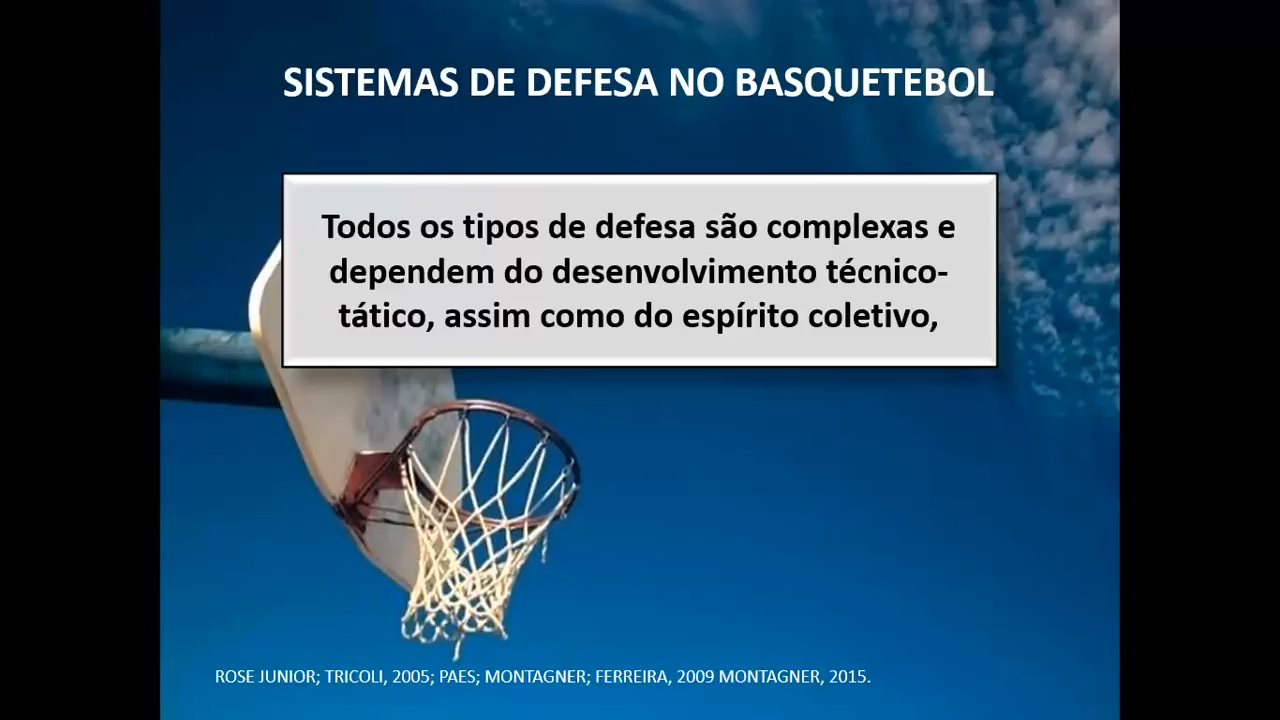 SISTEMAS DE DEFESA NO BASQUETEBOL
Todos os tipos de defesa são complexas e
dependem do desenvolvimento técnico-
tático, assim como do espírito coletivo,
ROSE JUNIOR; TRICOLI, 2005; PAES; MONTAGNER; FERREIRA, 2009 MONTAGNER, 2015.